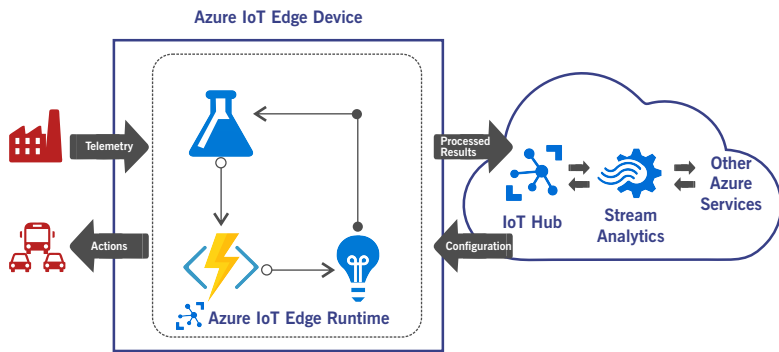 Azure IoT Edge Device
Telemetry
Actions
Azure IoT Edge Runtime
Processed
Results
Configuration
IoT Hub
Stream
Analytics
Other
Azure
Services